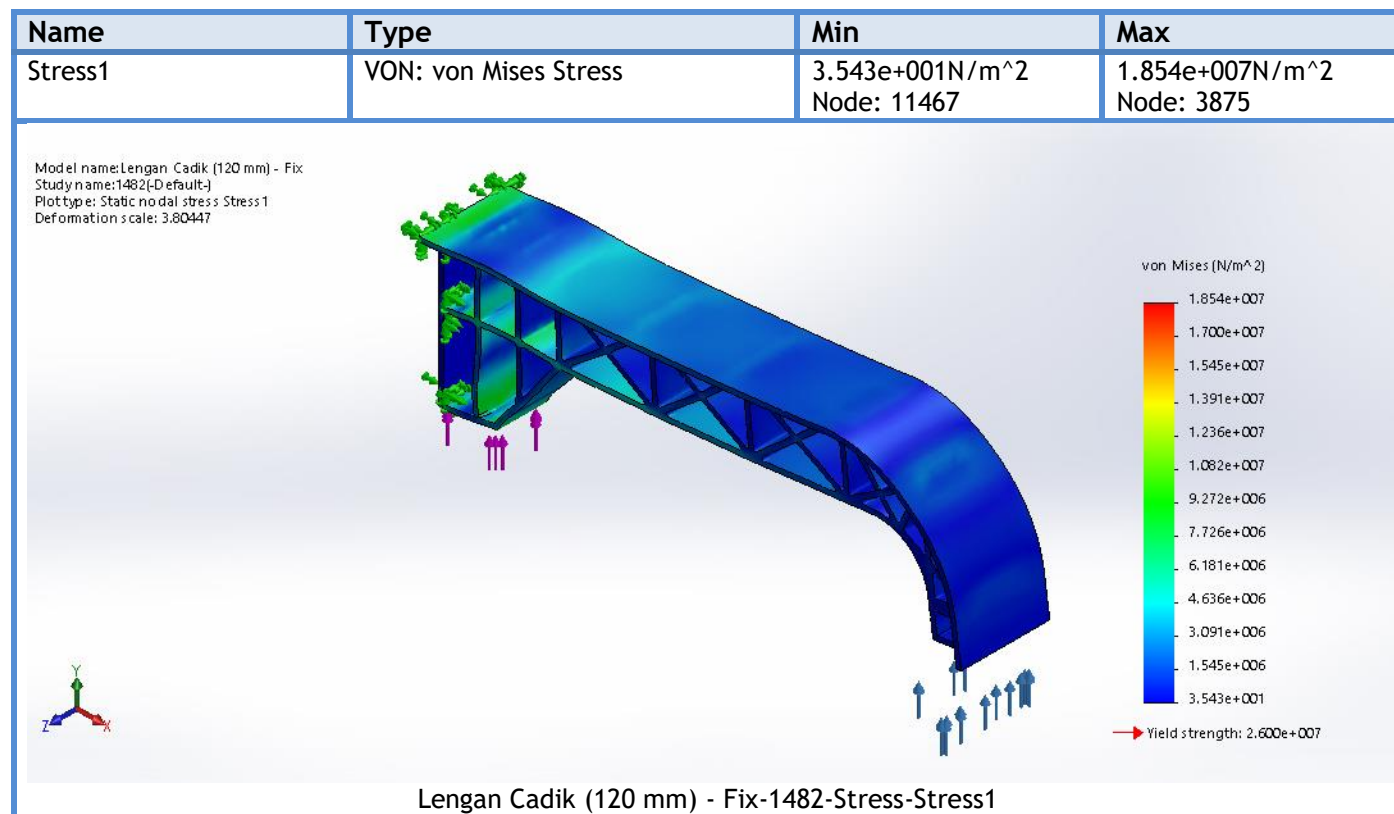 Name Type Min Max
Stress1 VON: von Mises Stress 3.543e+001N/m^2 1.854e+007N/m^2
Node: 11467 Node: 3875
Model name:Lengan Cadik (120 mm) - Fix
Study name:1482(-Default-)
Plot type: Static nodal stress Stress1
Deformation scale: 3.80447
von Mises (N/m^2)
1.854e+007
1.700e+007
1.545e+007
1.391e+007
1.236e+007
1.082e+007
9.272e+006
7.726e+006
6.181e+006
4.636e+006
3.091e+006
1.545e+006
3.543e+001
Yield strength: 2.600e+007
Y
Z X
Lengan Cadik (120 mm) - Fix-1482-Stress-Stress1